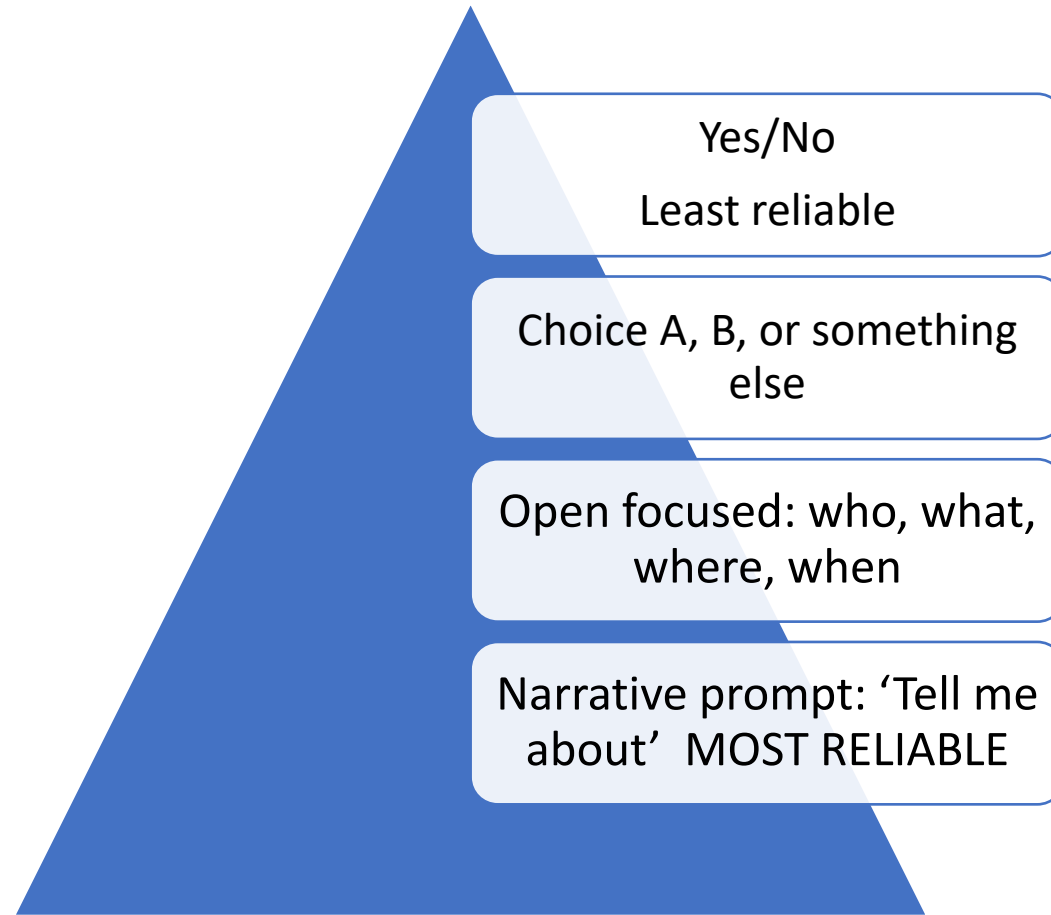 Yes/No
Least reliable
Choice A, B, or something
else
Open focused: who, what,
where, when
Narrative prompt: ‘Tell me
about’  MOST RELIABLE